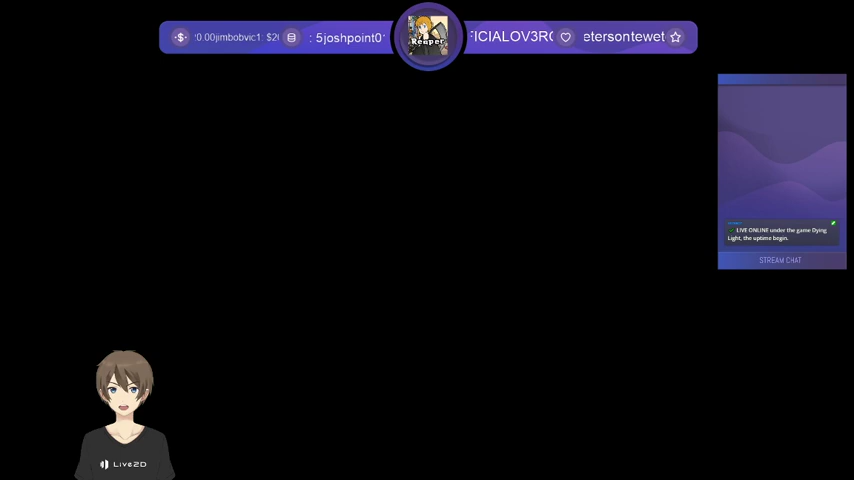 0.00jimbobvic1: $2
: 5joshpoint0
Reaper
FICIALOV3R
etersontewet
LIVE ONLINE under the game Dying
Light, the uptime begin.
STREAM CHAT
Live2D